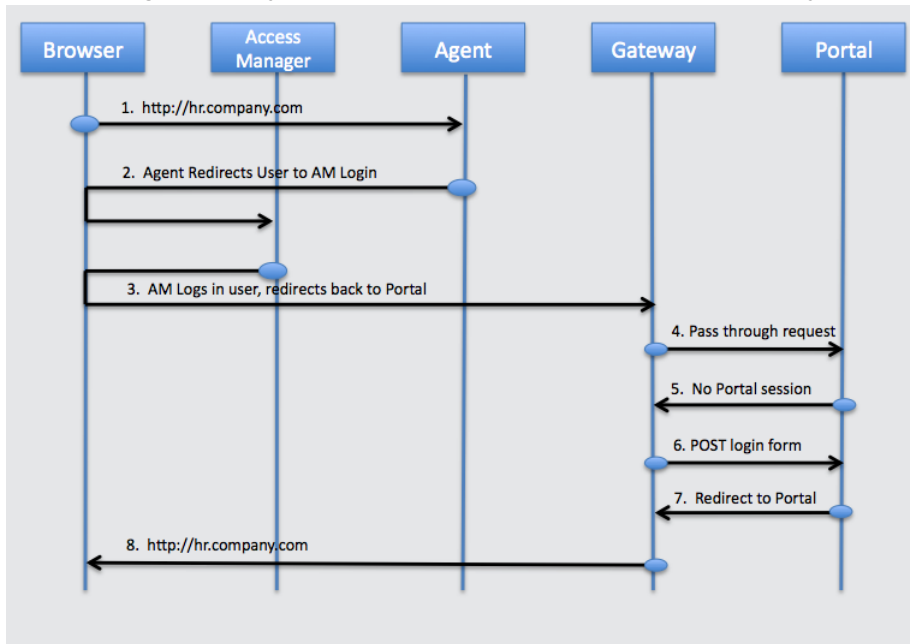 Browser
Access
Manager
Agent
Gateway
Portal
1. http://hr.company.com
2. Agent Redirects User to AM Login
3. AM Logs in user, redirects back to Portal
4. Pass through request
5. No Portal session
6. POST login form
7. Redirect to Portal
8. http://hr.company.com